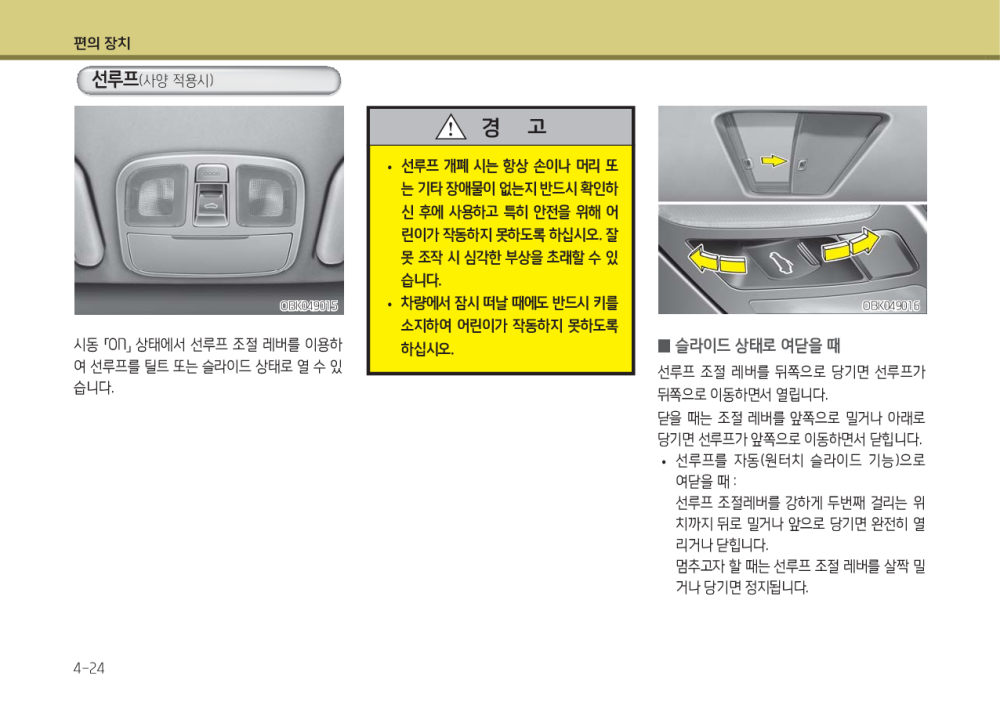 편의 장치
선루프(사양 적용시)
OBK049015
시동 「ON」 상태에서 선루프 조절 레버를 이용하
여 선루프를 틸트 또는 슬라이드 상태로 열 수 있
습니다.
경 고
• 선루프 개폐 시는 항상 손이나 머리 또
는 기타 장애물이 없는지 반드시 확인하
신 후에 사용하고 특히 안전을 위해 어
린이가 작동하지 못하도록 하십시오. 잘
못 조작 시 심각한 부상을 초래할 수 있
습니다.
• 차량에서 잠시 떠날 때에도 반드시 키를
소지하여 어린이가 작동하지 못하도록
하십시오.
OBK049016
■ 슬라이드 상태로 여닫을 때
선루프 조절 레버를 뒤쪽으로 당기면 선루프가
뒤쪽으로 이동하면서 열립니다.
닫을 때는 조절 레버를 앞쪽으로 밀거나 아래로
당기면 선루프가 앞쪽으로 이동하면서 닫힙니다.
• 선루프를 자동(원터치 슬라이드 기능)으로
여닫을 때 :
선루프 조절레버를 강하게 두번째 걸리는 위
치까지 뒤로 밀거나 앞으로 당기면 완전히 열
리거나 닫힙니다.
멈추고자 할 때는 선루프 조절 레버를 살짝 밀
거나 당기면 정지됩니다.
4-24